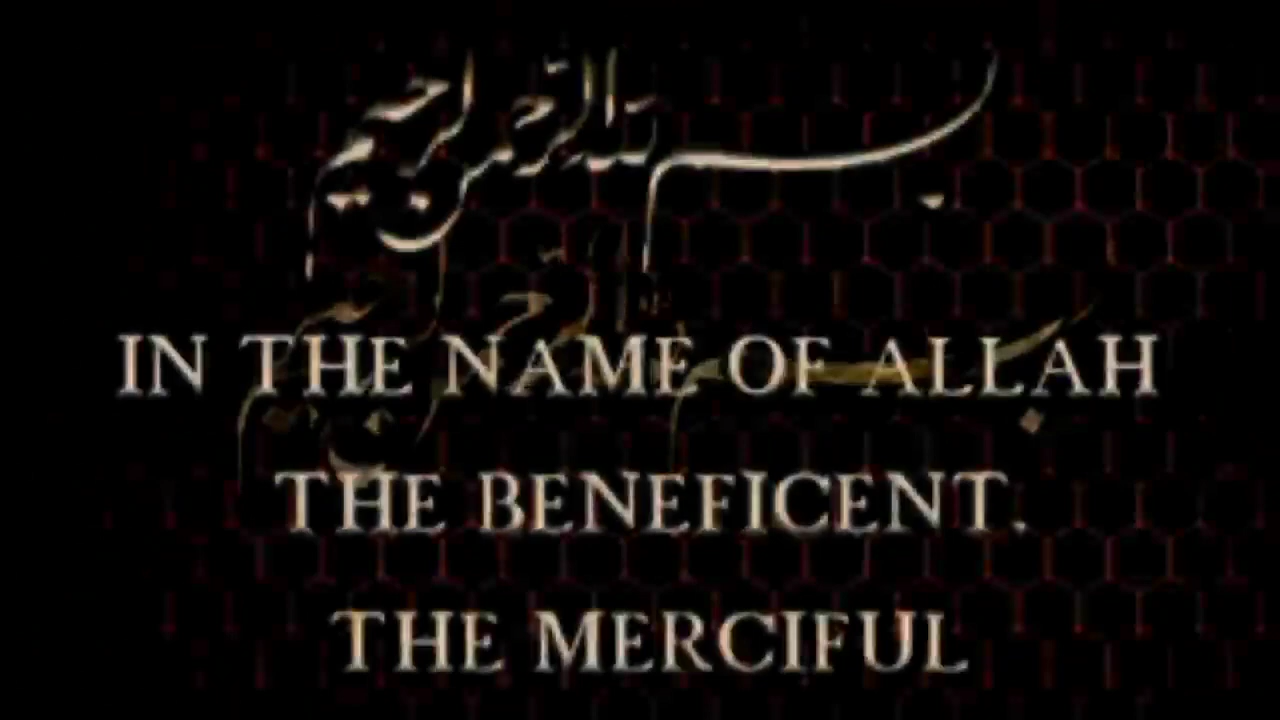 بسم الله الرحمن الرحيم
IN THE NAME OF ALLAH
THE BENEFICENT.
THE MERCIFUL